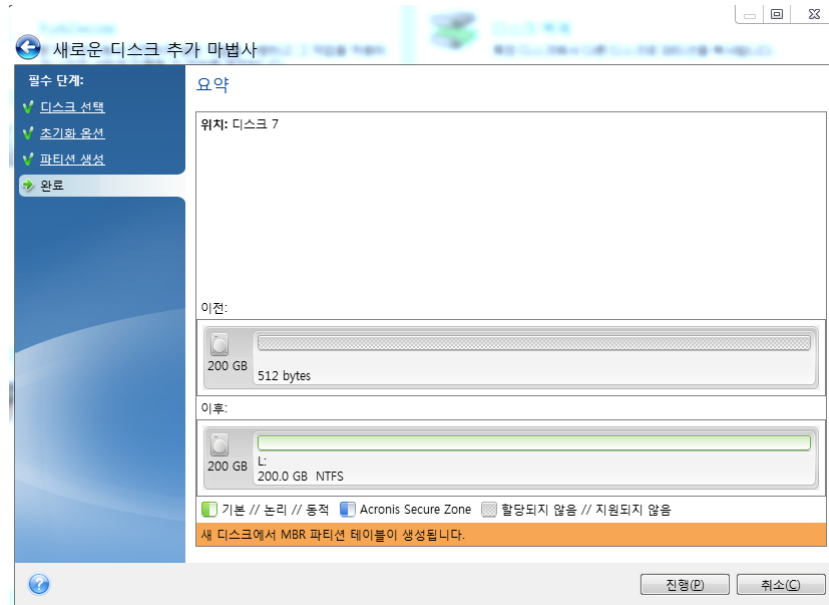 새로운 디스크 추가 마법사
필수 단계:
디스크 선택
초기화 옵션
파티션 생성
완료
요약
위치: 디스크 7
이전:
200 GB
512 bytes
이후:
200 GB
L:
200.0 GB NTFS
기본 // 논리 // 동적 Acronis Secure Zone 할당되지 않음 // 지원되지 않음
새 디스크에서 MBR 파티션 테이블이 생성됩니다.
진행(P) 취소(C)